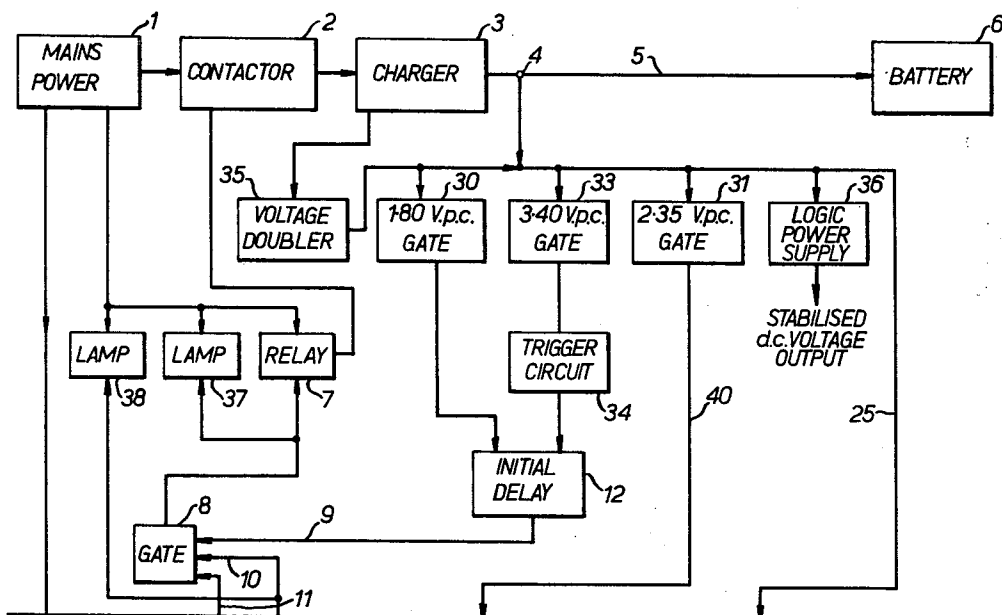 1
2
3
6
MAINS
POWER
CONTACTOR
CHARGER
4
5
BATTERY
35
30
33
31
36
VOLTAGE
DOUBLER
1·80 V.p.c.
GATE
3·40 V.p.c.
GATE
2·35 V.p.c.
GATE
LOGIC
POWER
SUPPLY
STABILISED
d.c. VOLTAGE
OUTPUT
LAMP
38
LAMP
37
RELAY
7
TRIGGER
CIRCUIT
34
40
25
INITIAL
DELAY
12
8
GATE
9
10
11